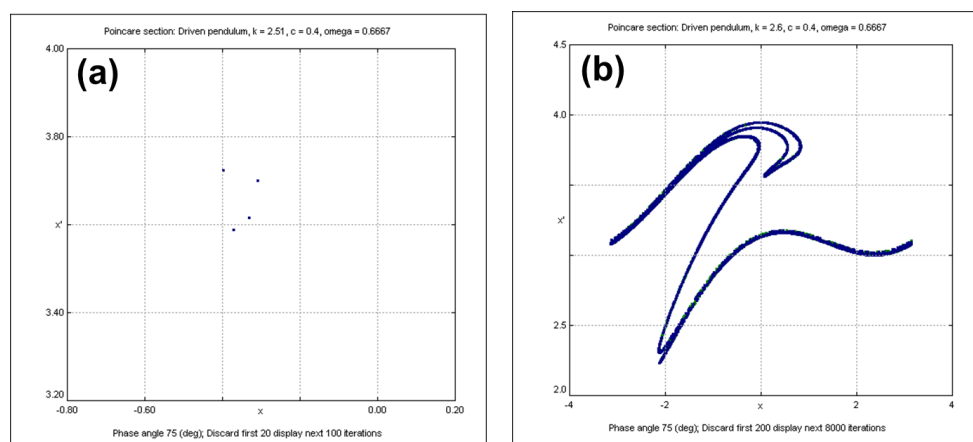 (a)
Poincare section: Driven pendulum, k = 2.51, c = 0.4, omega = 0.6667
4.00
3.80
x'
3.40
3.20
-0.80
-0.60
x
0.00
0.20
Phase angle 75 (deg); Discard first 20 display next 100 iterations
(b)
Poincare section: Driven pendulum, k = 2.6, c = 0.4, omega = 0.6667
4.5
4.0
x'
2.5
2.0
-4
-2
x
2
4
Phase angle 75 (deg); Discard first 200 display next 8000 iterations